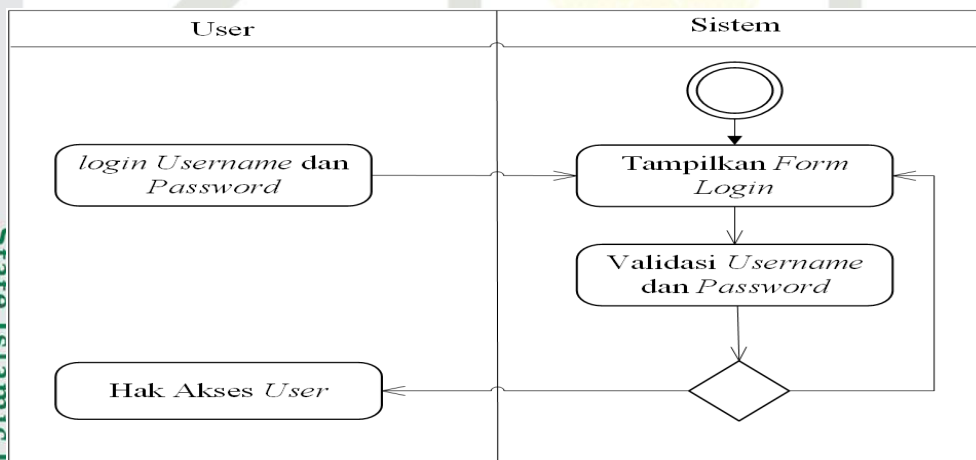 User
Sistem
login Username dan
Password
Tampilkan Form
Login
Validasi Username
dan Password
Hak Akses User